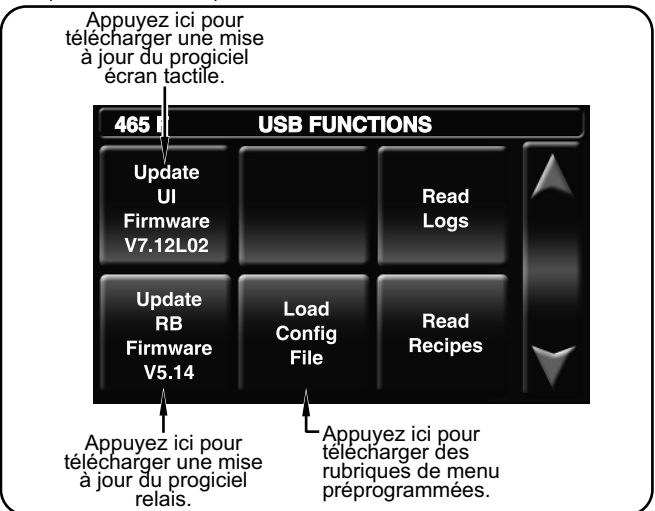 Appuyez ici pour
télécharger une mise
à jour du progiciel
écran tactile.
465 F USB FUNCTIONS
Update
UI
Firmware
V7.12L02
Read
Logs
Update
RB
Firmware
V5.14
Load
Config
File
Read
Recipes
Appuyez ici pour
télécharger une mise
à jour du progiciel
relais.
Appuyez ici pour
télécharger des
rubriques de menu
préprogrammées.